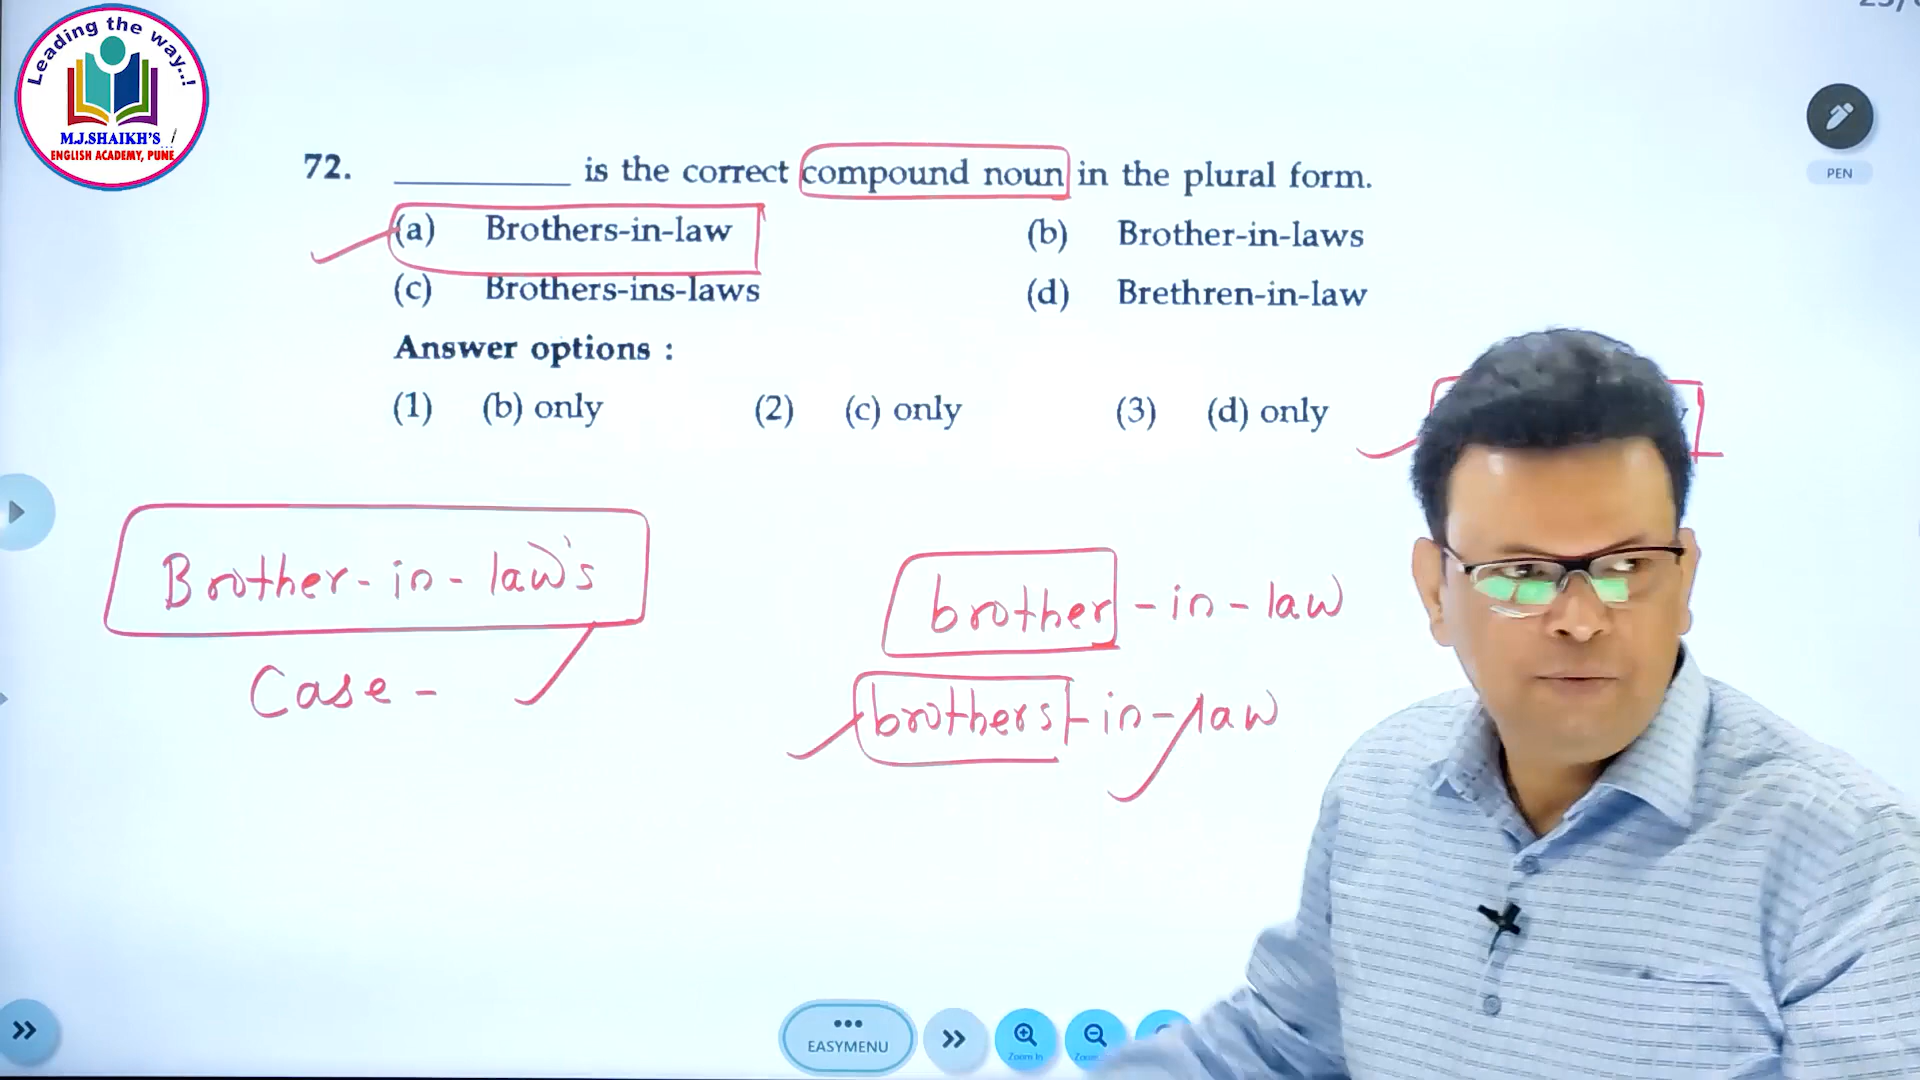 Leading the way..!
M.J.SHAIKH'S
ENGLISH ACADEMY, PUNE
PEN
72. __________ is the correct compound noun in the plural form.
(a) Brothers-in-law (b) Brother-in-laws
(c) Brothers-ins-laws (d) Brethren-in-law
Answer options :
(1) (b) only (2) (c) only (3) (d) only
Brother-in-law's
Case -
brother-in-law
brothers-in-law
EASYMENU
Zoom In